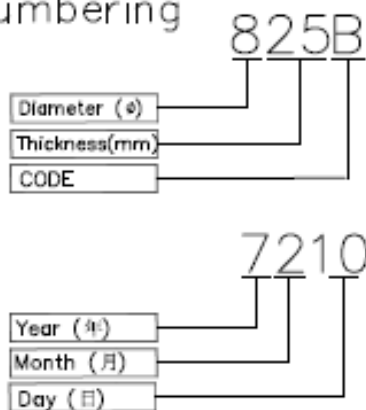 umbering
825B
Diameter (ø)
Thickness(mm)
CODE
7210
Year (年)
Month (月)
Day (日)